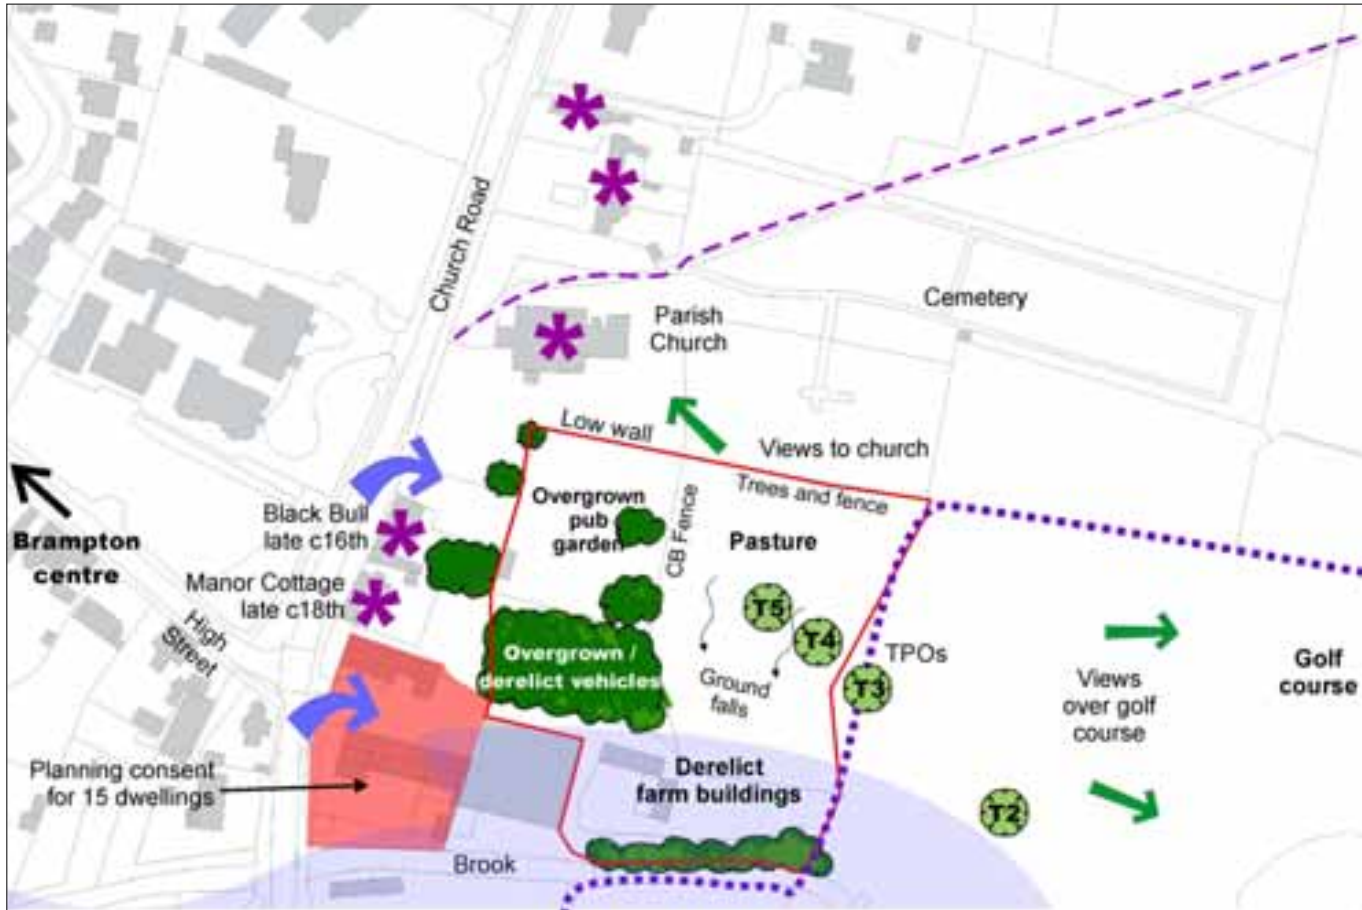 Church Road
Cemetery
Parish
Church
Low wall
Views to church
Trees and fence
Overgrown
pub
garden
CB Fence
Pasture
Black Bull
late c16th
Manor Cottage
late c18th
Brampton
centre
High
Street
T5
T4
T3
TPOs
Overgrown /
derelict vehicles
Ground
falls
Golf
course
Views
over golf
course
Planning consent
for 15 dwellings
Derelict
farm buildings
T2
Brook